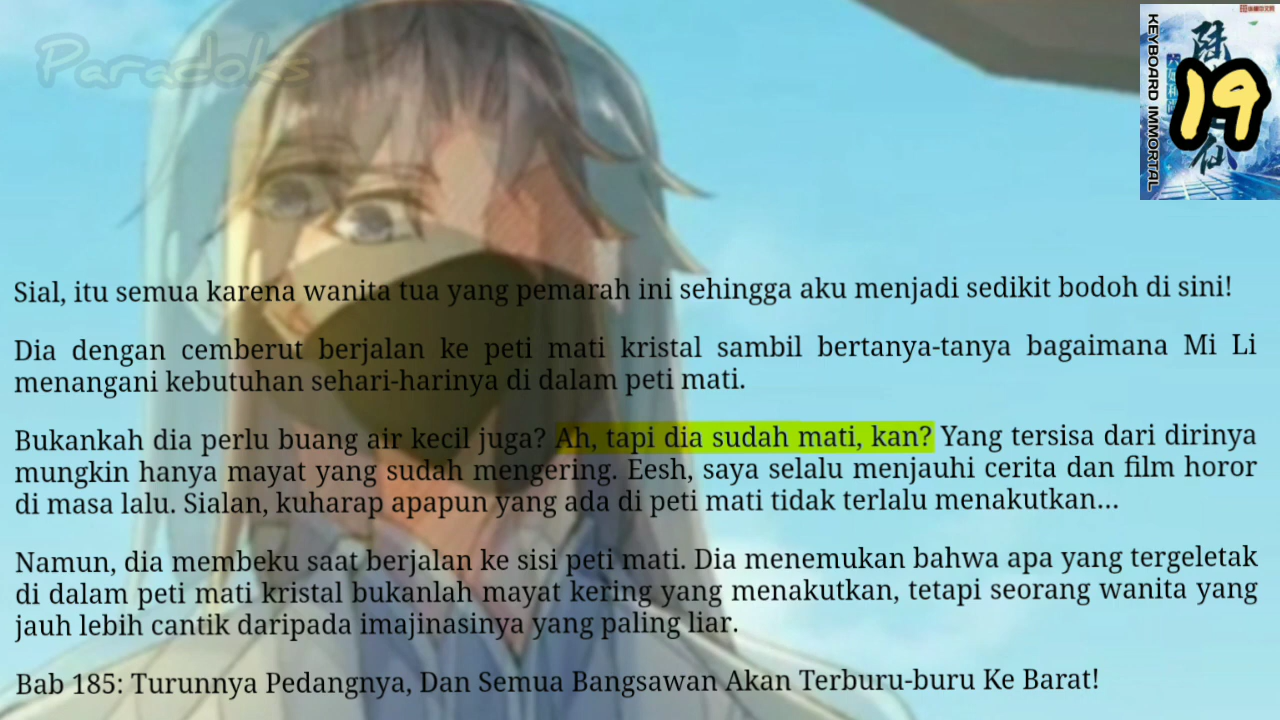 Paradoks
KEYBOARD IMMORTAL
19
Sial, itu semua karena wanita tua yang pemarah ini sehingga aku menjadi sedikit bodoh di sini!
Dia dengan cemberut berjalan ke peti mati kristal sambil bertanya-tanya bagaimana Mi Li
menangani kebutuhan sehari-harinya di dalam peti mati.
Bukankah dia perlu buang air kecil juga? Ah, tapi dia sudah mati, kan? Yang tersisa dari dirinya
mungkin hanya mayat yang sudah mengering. Eesh, saya selalu menjauhi cerita dan film horor
di masa lalu. Sialan, kuharap apapun yang ada di peti mati tidak terlalu menakutkan...
Namun, dia membeku saat berjalan ke sisi peti mati. Dia menemukan bahwa apa yang tergeletak
di dalam peti mati kristal bukanlah mayat kering yang menakutkan, tetapi seorang wanita yang
jauh lebih cantik daripada imajinasinya yang paling liar.
Bab 185: Turunnya Pedangnya, Dan Semua Bangsawan Akan Terburu-buru Ke Barat!